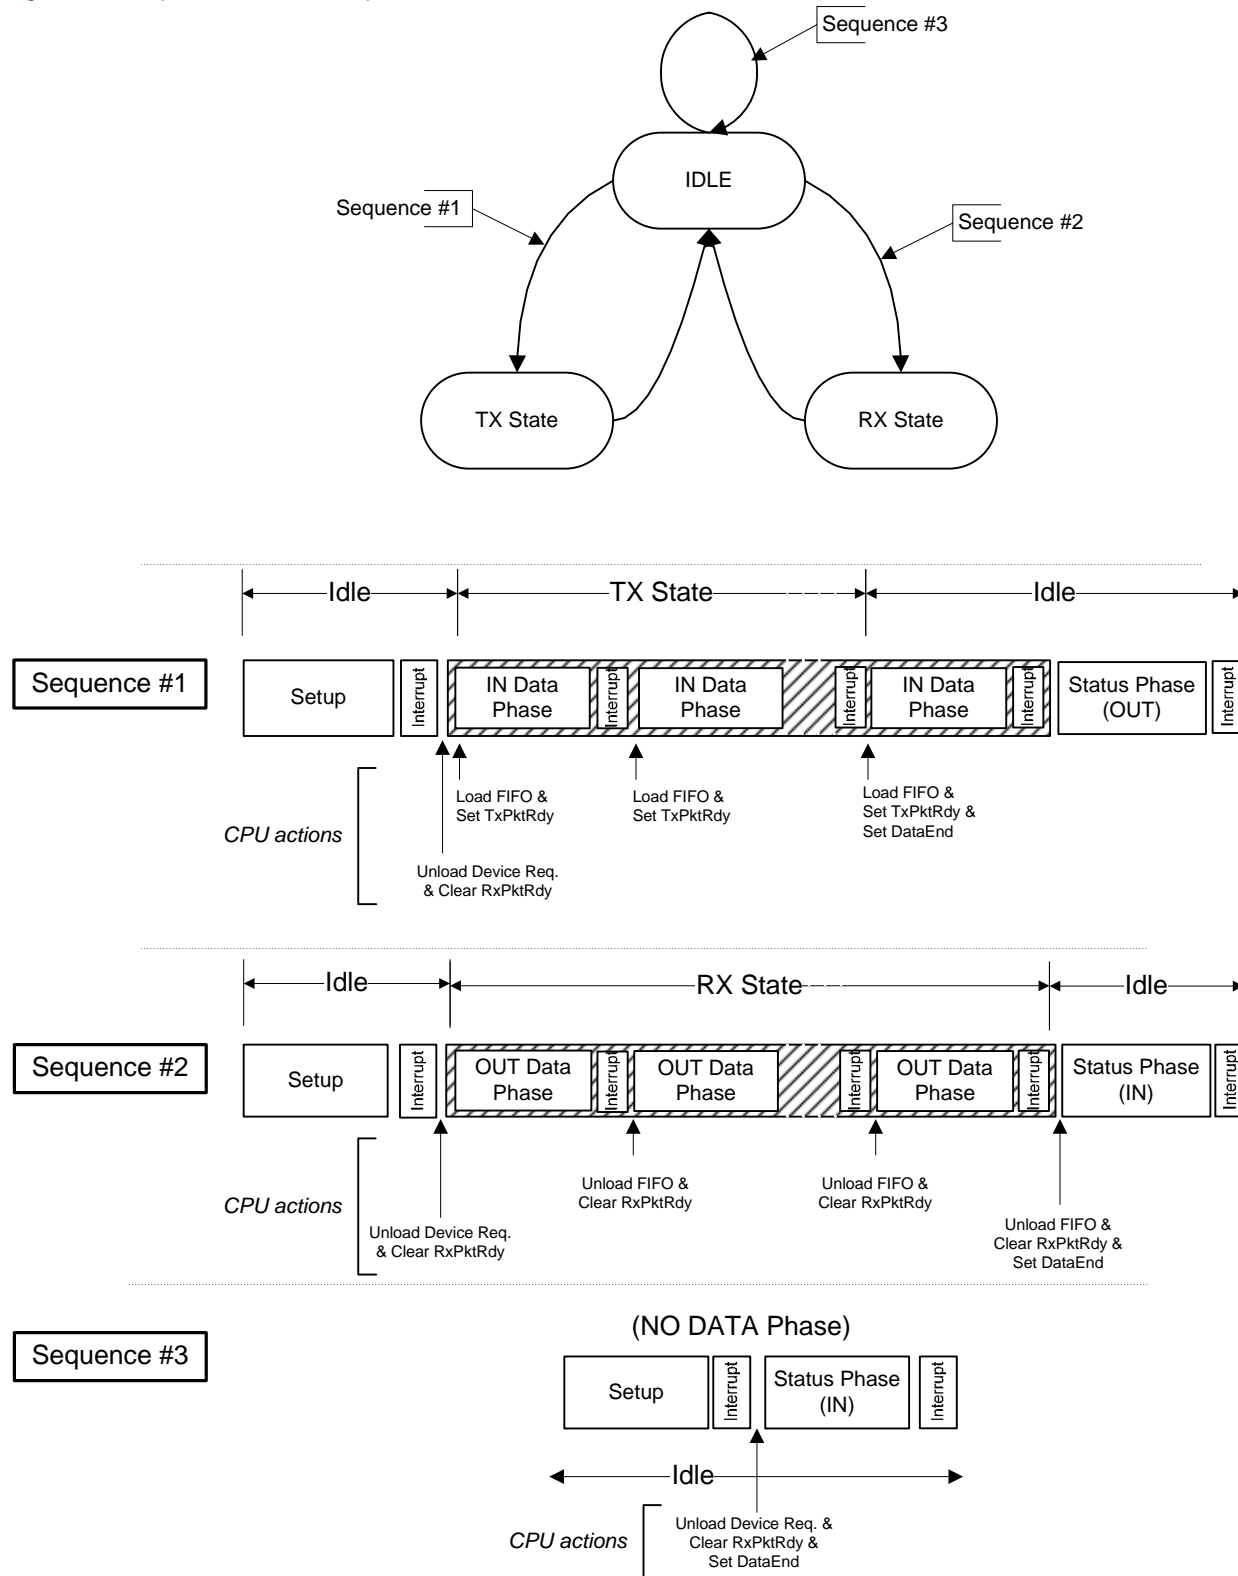 Sequence #3
IDLE
Sequence #1
Sequence #2
TX State
RX State
Idle
TX State
Idle
Sequence #1
Setup
Interrupt
IN Data
Phase
Interrupt
IN Data
Phase
Interrupt
IN Data
Phase
Interrupt
Status Phase
(OUT)
Interrupt
CPU actions
Load FIFO &
Set TxPktRdy
Load FIFO &
Set TxPktRdy
Load FIFO &
Set TxPktRdy &
Set DataEnd
Unload Device Req.
& Clear RxPktRdy
Idle
RX State
Idle
Sequence #2
Setup
Interrupt
OUT Data
Phase
Interrupt
OUT Data
Phase
Interrupt
OUT Data
Phase
Interrupt
Status Phase
(IN)
Interrupt
CPU actions
Unload Device Req.
& Clear RxPktRdy
Unload FIFO &
Clear RxPktRdy
Unload FIFO &
Clear RxPktRdy
Unload FIFO &
Clear RxPktRdy &
Set DataEnd
(NO DATA Phase)
Sequence #3
Setup
Interrupt
Status Phase
(IN)
Interrupt
Idle
CPU actions
Unload Device Req. &
Clear RxPktRdy &
Set DataEnd